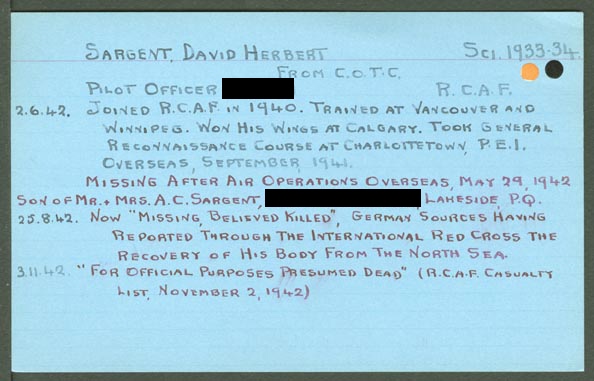 SARGENT, DAVID HERBERT SCI. 1933-34.
FROM C.O.T.C.
PILOT OFFICER R.C.A.F.
2.6.42. JOINED R.C.A.F. IN 1940. TRAINED AT VANCOUVER AND
WINNIPEG. WON HIS WINGS AT CALGARY. TOOK GENERAL
RECONNAISSANCE COURSE AT CHARLOTTETOWN, P.E.I.
OVERSEAS, SEPTEMBER, 1941.
MISSING AFTER AIR OPERATIONS OVERSEAS, MAY 29, 1942
SON OF MR. + MRS. A.C. SARGENT, LAKESIDE, P.Q.
25.8.42. NOW "MISSING, BELIEVED KILLED", GERMAN SOURCES HAVING
REPORTED THROUGH THE INTERNATIONAL RED CROSS THE
RECOVERY OF HIS BODY FROM THE NORTH SEA.
3.11.42. "FOR OFFICIAL PURPOSES PRESUMED DEAD" (R.C.A.F. CASUALTY
LIST, NOVEMBER 2, 1942)